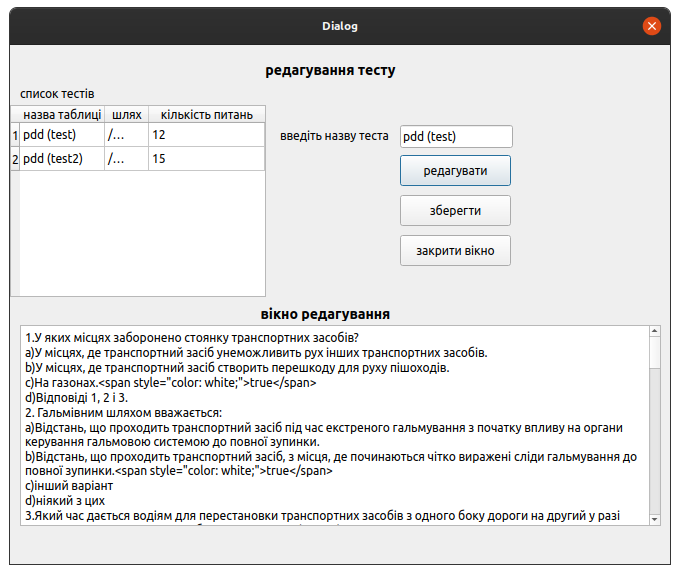 Dialog
редагування тесту
список тестів
назва таблиці шлях кількість питань
1 pdd (test) /... 12
2 pdd (test2) /... 15
введіть назву теста pdd (test)
редагувати
зберегти
закрити вікно
вікно редагування
1.У яких місцях заборонено стоянку транспортних засобів?
a)У місцях, де транспортний засіб унеможливить рух інших транспортних засобів.
b)У місцях, де транспортний засіб створить перешкоду для руху пішоходів.
c)На газонах.<span style="color: white;">true</span>
d)Відповіді 1, 2 і 3.
2. Гальмівним шляхом вважається:
a)Відстань, що проходить транспортний засіб під час екстреного гальмування з початку впливу на органи
керування гальмовою системою до повної зупинки.
b)Відстань, що проходить транспортний засіб, з місця, де починаються чітко виражені сліди гальмування до
повної зупинки.<span style="color: white;">true</span>
c)інший варіант
d)ніякий з цих
3.Який час дається водіям для перестановки транспортних засобів з одного боку дороги на другий у разі